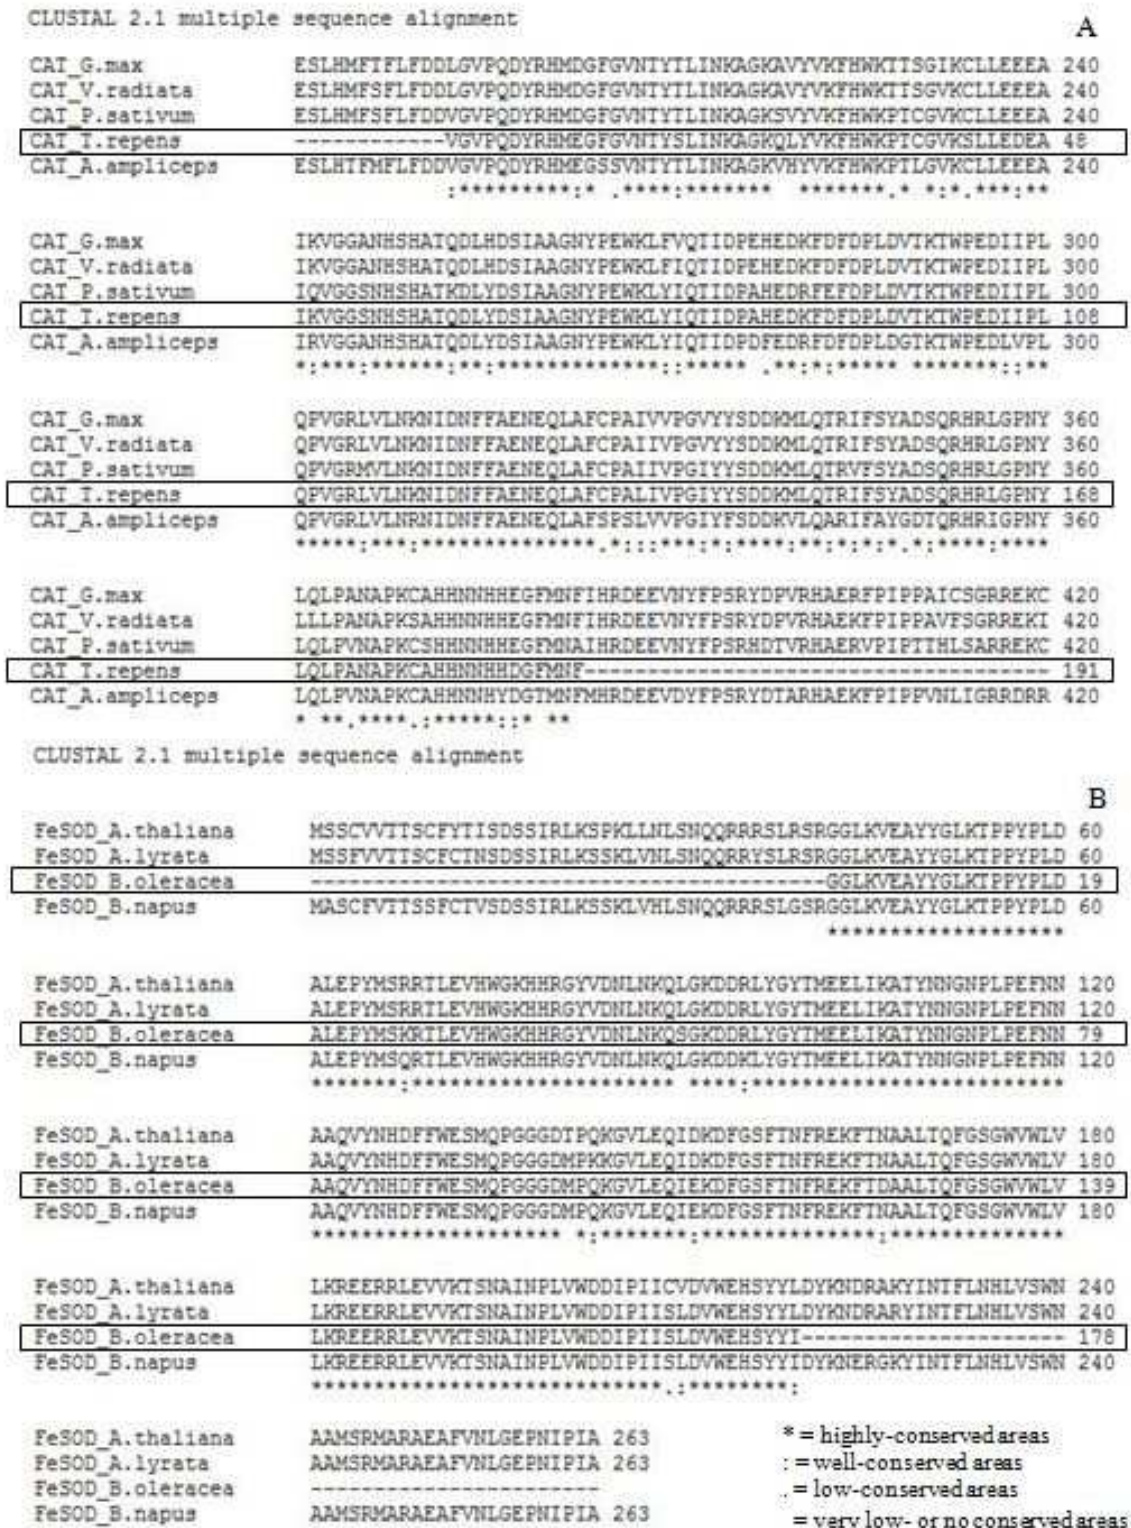 CLUSTAL 2.1 multiple sequence alignment
A
CAT_G.max ESLHMFTFLFDDLGVPQDYRHMDGFGVNTYTLINKAGKAVYVKFHWKTTSGIKCLLEEEA 240
CAT_V.radiata ESLHMFSFLFDDLGVPQDYRHMDGFGVNTYTLINKAGKAVYVKFHWKTTSGVKCLLEEEA 240
CAT_P.sativum ESLHMFSFLFDDVGVPQDYRHMDGFGVNTYTLINKAGKSVYVKFHWKPTCGVKCLLEEEA 240
CAT_T.repens ------------VGVPQDYRHMEGFGVNTYSLINKAGKQLYVKFHWKPTCGVKSLLEDEA 48
CAT_A.ampliceps ESLHTFMFLFDDVGVPQDYRHMEGSSVNTYTLINKAGKVHYVKFHWKPTLGVKCLLEEEA 240
:*********:* .****:******* *******.* *:*.***:**
CAT_G.max IKVGGANHSHATQDLHDSIAAGNYPEWKLFVQTIDPEHEDKFDFDPLDVTKTWPEDIIPL 300
CAT_V.radiata IKVGGANHSHATQDLHDSIAAGNYPEWKLFIQTIDPEHEDKFDFDPLDVTKTWPEDIIPL 300
CAT_P.sativum IQVGGSNHSHATKDLYDSIAAGNYPEWKLYIQTIDPAHEDRFEFDPLDVTKTWPEDIIPL 300
CAT_T.repens IKVGGSNHSHATQDLYDSIAAGNYPEWKLYIQTIDPAHEDKFDFDPLDVTKTWPEDIIPL 108
CAT_A.ampliceps IRVGGANHSHATQDLYDSIAAGNYPEWKLYIQTIDPDFEDRFDFDPLDGTKTWPEDLVPL 300
*:***:******:**:*************::***** .**:*:***** *******::**
CAT_G.max QPVGRLVLNKNIDNFFAENEQLAFCPAIVVPGVYYSDDKMLQTRIFSYADSQRHRLGPNY 360
CAT_V.radiata QPVGRLVLNKNIDNFFAENEQLAFCPAIIVPGVYYSDDKMLQTRIFSYADSQRHRLGPNY 360
CAT_P.sativum QPVGRMVLNKNIDNFFAENEQLAFCPAIIVPGIYYSDDKMLQTRVFSYADSQRHRLGPNY 360
CAT_T.repens QPVGRLVLNKNIDNFFAENEQLAFCPALIVPGIYYSDDKMLQTRIFSYADSQRHRLGPNY 168
CAT_A.ampliceps QPVGRLVLNRNIDNFFAENEQLAFSPSLVVPGIYFSDDKVLQARIFAYGDTQRHRIGPNY 360
*****:***:**************.*:::***:*:****:**:*:*:*.*:****:****
CAT_G.max LQLPANAPKCAHHNNHHEGFMNFIHRDEEVNYFPSRYDPVRHAERFPIPPAICSGRREKC 420
CAT_V.radiata LLLPANAPKSAHHNNHHEGFMNFIHRDEEVNYFPSRYDPVRHAEKFPIPPAVFSGRREKI 420
CAT_P.sativum LQLPVNAPKCSHHNNHHEGFMNAIHRDEEVNYFPSRHDTVRHAERVPIPTTHLSARREKC 420
CAT_T.repens LQLPANAPKCAHHNNHHDGFMNF------------------------------------- 191
CAT_A.ampliceps LQLPVNAPKCAHHNNHYDGTMNFMHRDEEVDYFPSRYDTARHAEKFPIPPVNLIGRRDRR 420
* **.****.:*****::* **
CLUSTAL 2.1 multiple sequence alignment
B
FeSOD_A.thaliana MSSCVVTTSCFYTISDSSIRLKSPKLLNLSNQQRRRSLRSRGGLKVEAYYGLKTPPYPLD 60
FeSOD_A.lyrata MSSFVVTTSCFCTNSDSSIRLKSSKLVNLSNQQRRYSLRSRGGLKVEAYYGLKTPPYPLD 60
FeSOD_B.oleracea -----------------------------------------GGLKVEAYYGLKTPPYPLD 19
FeSOD_B.napus MASCFVTTSSFCTVSDSSIRLKSSKLVHLSNQQRRRSLGSRGGLKVEAYYGLKTPPYPLD 60
*******************
FeSOD_A.thaliana ALEPYMSRRTLEVHWGKHHRGYVDNLNKQLGKDDRLYGYTMEELIKATYNNGNPLPEFNN 120
FeSOD_A.lyrata ALEPYMSRRTLEVHWGKHHRGYVDNLNKQLGKDDRLYGYTMEELIKATYNNGNPLPEFNN 120
FeSOD_B.oleracea ALEPYMSKRTLEVHWGKHHRGYVDNLNKQSGKDDRLYGYTMEELIKATYNNGNPLPEFNN 79
FeSOD_B.napus ALEPYMSQRTLEVHWGKHHRGYVDNLNKQLGKDDKLYGYTMEELIKATYNNGNPLPEFNN 120
*******:********************* ****:*************************
FeSOD_A.thaliana AAQVYNHDFFWESMQPGGGDTPQKGVLEQIDKDFGSFTNFREKFTNAALTQFGSGWVWLV 180
FeSOD_A.lyrata AAQVYNHDFFWESMQPGGGDMPKKGVLEQIDKDFGSFTNFREKFTNAALTQFGSGWVWLV 180
FeSOD_B.oleracea AAQVYNHDFFWESMQPGGGDMPQKGVLEQIEKDFGSFTNFREKFTDAALTQFGSGWVWLV 139
FeSOD_B.napus AAQVYNHDFFWESMQPGGGDMPQKGVLEQIEKDFGSFTNFREKFTNAALTQFGSGWVWLV 180
******************** *:*******:**************:**************
FeSOD_A.thaliana LKREERRLEVVKTSNAINPLVWDDIPIICVDVWEHSYYLDYKNDRAKYINTFLNHLVSWN 240
FeSOD_A.lyrata LKREERRLEVVKTSNAINPLVWDDIPIISLDVWEHSYYLDYKNDRARYINTFLNHLVSWN 240
FeSOD_B.oleracea LKREERRLEVVKTSNAINPLVWDDIPIISLDVWEHSYYI--------------------- 178
FeSOD_B.napus LKREERRLEVVKTSNAINPLVWDDIPIISLDVWEHSYYIDYKNERGKYINTFLNHLVSWN 240
****************************.:********:
FeSOD_A.thaliana AAMSRMARAEAFVNLGEPNIPIA 263
FeSOD_A.lyrata AAMSRMARAEAFVNLGEPNIPIA 263
FeSOD_B.oleracea -----------------------
FeSOD_B.napus AAMSRMARAEAFVNLGEPNIPIA 263
* = highly-conserved areas
: = well-conserved areas
. = low-conserved areas
= very low- or no conserved areas